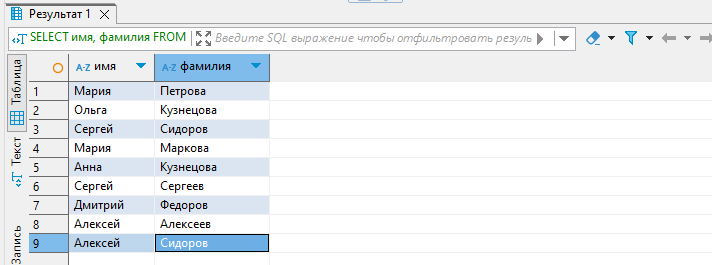 Результат 1
SELECT имя, фамилия FROM
Введите SQL выражение чтобы отфильтровать резуль
Таблица
Текст
Запись
A-Z имя A-Z фамилия
1 Мария Петрова
2 Ольга Кузнецова
3 Сергей Сидоров
4 Мария Маркова
5 Анна Кузнецова
6 Сергей Сергеев
7 Дмитрий Федоров
8 Алексей Алексеев
9 Алексей Сидоров